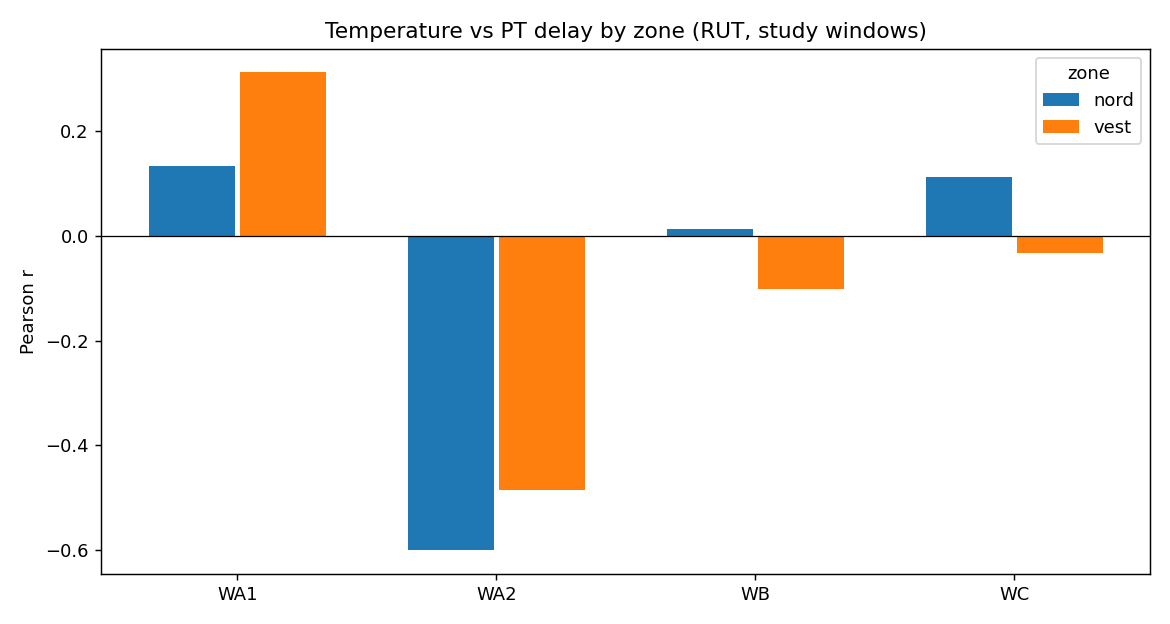 Temperature vs PT delay by zone (RUT, study windows)
zone
nord
vest
Pearson r
0.2
0.0
−0.2
−0.4
−0.6
WA1
WA2
WB
WC